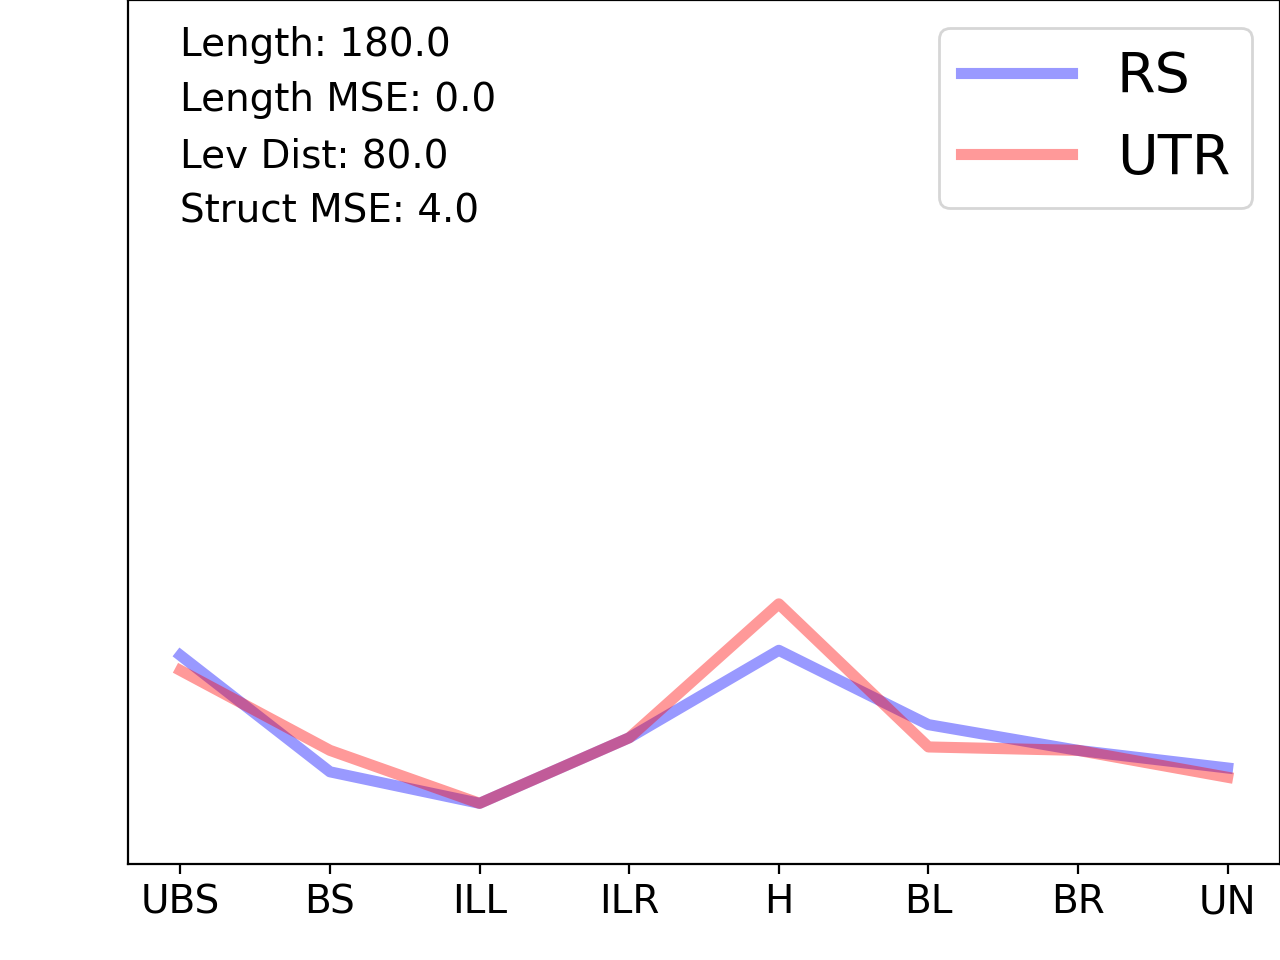 Length: 180.0
Length MSE: 0.0
Lev Dist: 80.0
Struct MSE: 4.0
RS
UTR
UBS BS ILL ILR H BL BR UN